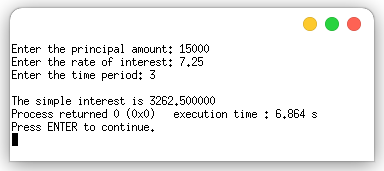 Enter the principal amount: 15000
Enter the rate of interest: 7.25
Enter the time period: 3
The simple interest is 3262.500000
Process returned 0 (0x0)   execution time : 6.864 s
Press ENTER to continue.